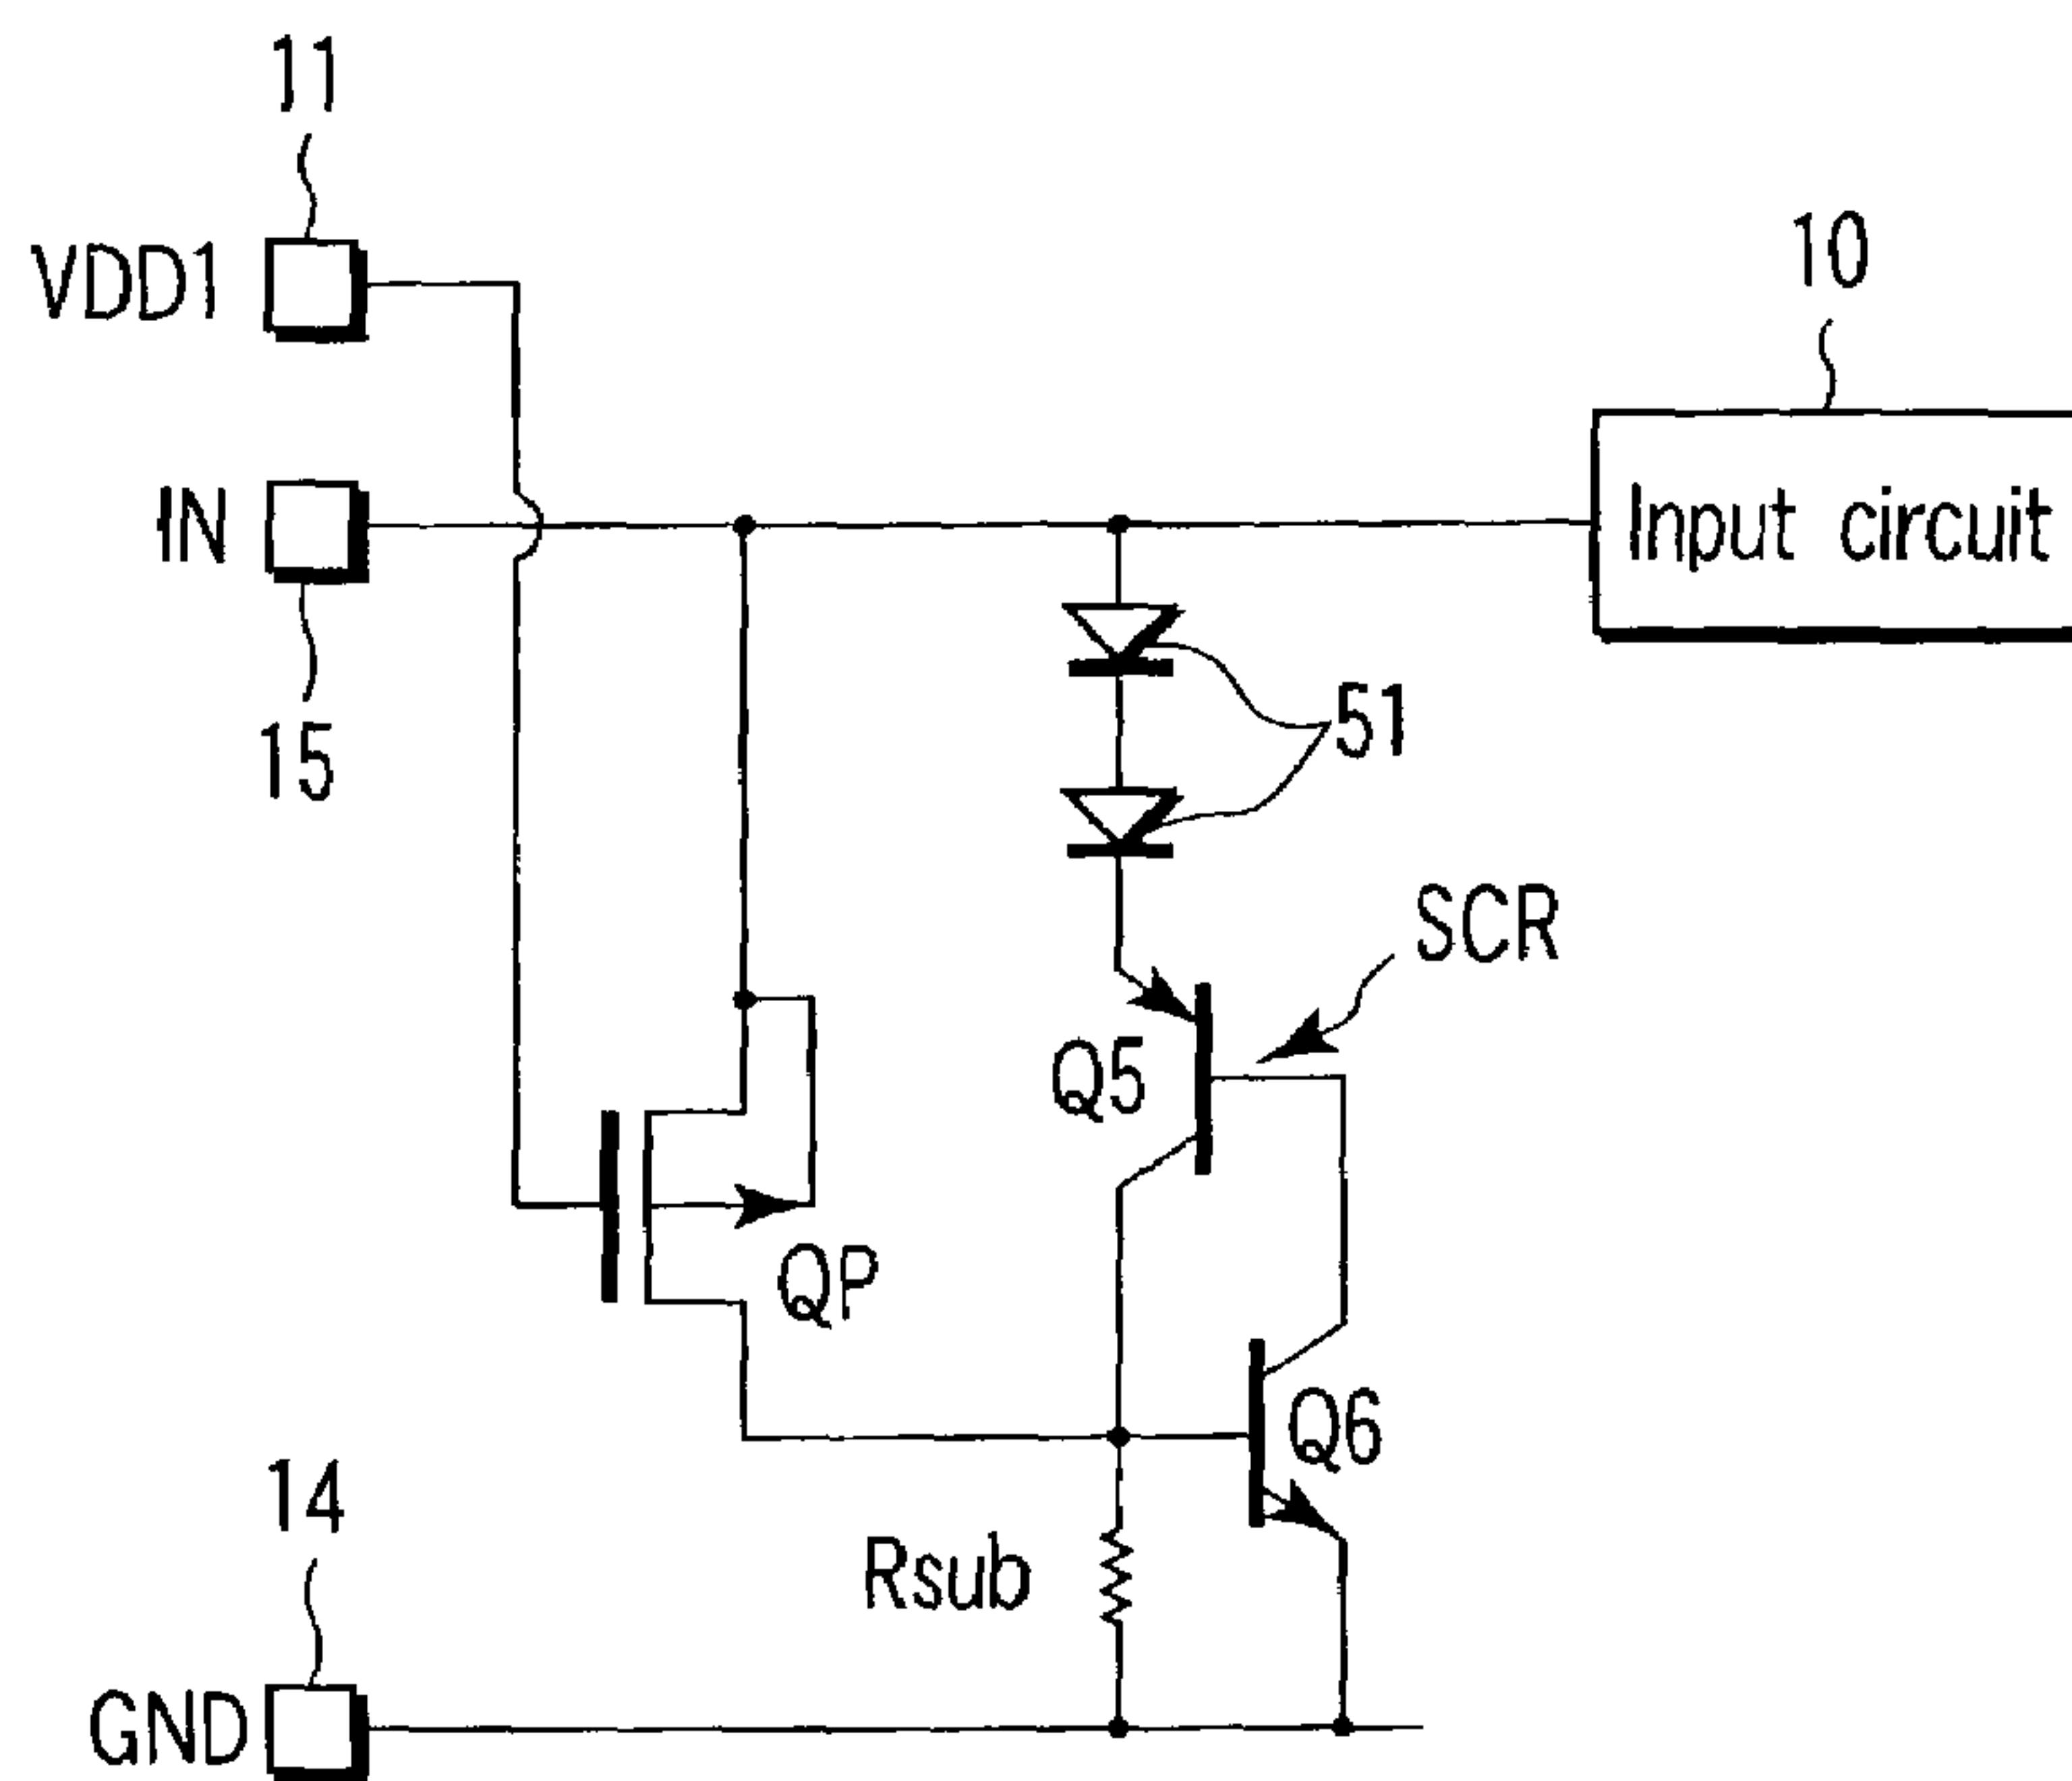 11
VDD1
10
IN
Input circuit
15
51
SCR
Q5
QP
Q6
14
Rsub
GND